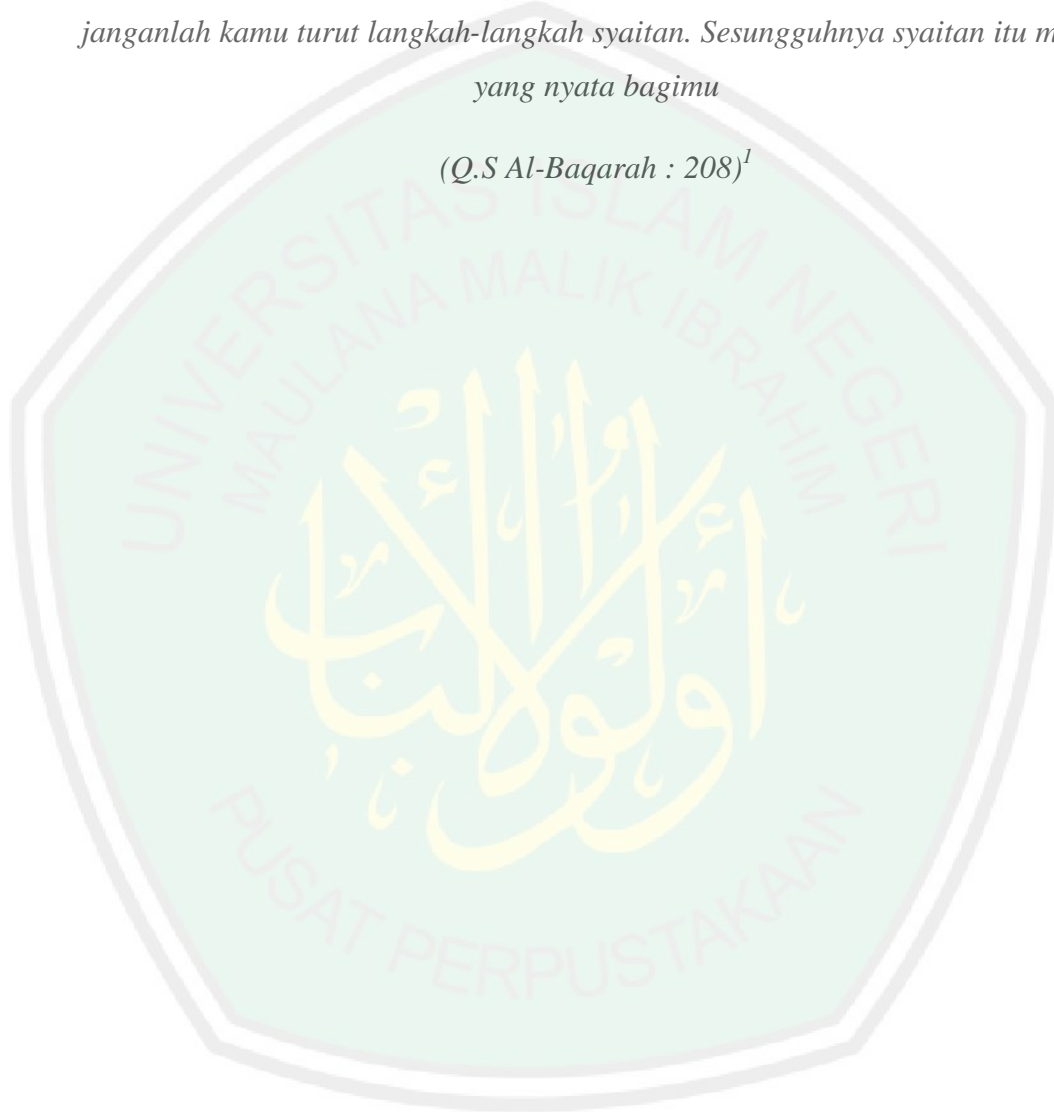 janganlah kamu turut langkah-langkah syaitan. Sesungguhnya syaitan itu m
yang nyata bagimu
(Q.S Al-Baqarah : 208)1
UNIVERSITAS ISLAM NEGERI
MAULANA MALIK IBRAHIM
أولو الألباب
PUSAT PERPUSTAKAAN